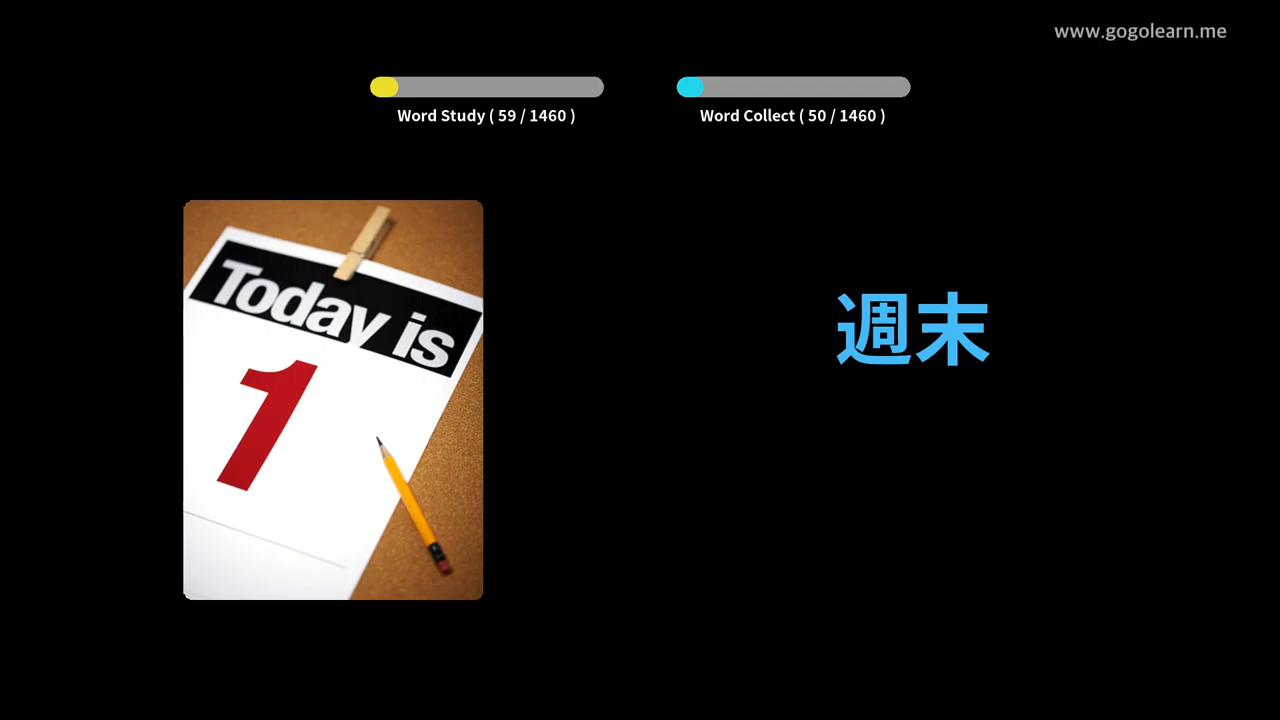 www.gogolearn.me
Word Study ( 59 / 1460 )
Word Collect ( 50 / 1460 )
Today is
1
週末